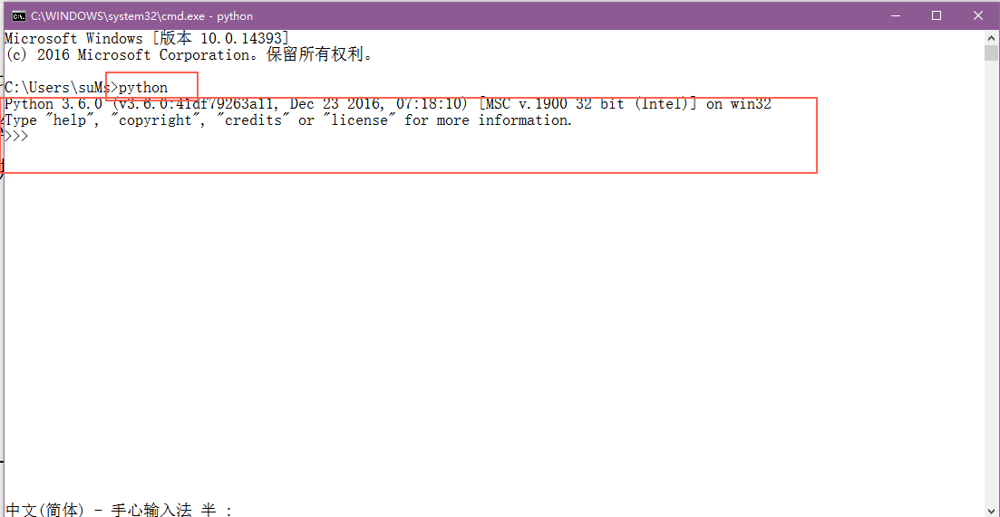 C:\WINDOWS\system32\cmd.exe - python
Microsoft Windows [版本 10.0.14393]
(c) 2016 Microsoft Corporation。保留所有权利。
C:\Users\suMs>python
Python 3.6.0 (v3.6.0:41df79263a11, Dec 23 2016, 07:18:10) [MSC v.1900 32 bit (Intel)] on win32
Type "help", "copyright", "credits" or "license" for more information.
>>>
中文(简体) - 手心输入法 半 :